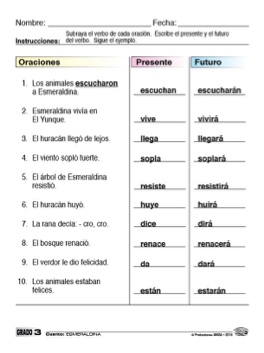 Nombre: Fecha:
Instrucciones: Subraya el verbo de cada oración. Escribe el presente y el futuro
del verbo. Sigue el ejemplo.
Oraciones Presente Futuro
1. Los animales escucharon
a Esmeraldina. escuchan escucharán
2. Esmeraldina vivía en
El Yunque. vive vivirá
3. El huracán llegó de lejos. llega llegará
4. El viento sopló fuerte. sopla soplará
5. El árbol de Esmeraldina
resistió. resiste resistirá
6. El huracán huyó. huye huirá
7. La rana decía: - cro, cro. dice dirá
8. El bosque renació. renace renacerá
9. El verdor le dio felicidad. da dará
10. Los animales estaban
felices. están estarán
GRADO 3 Cuento: ESMERALDINA